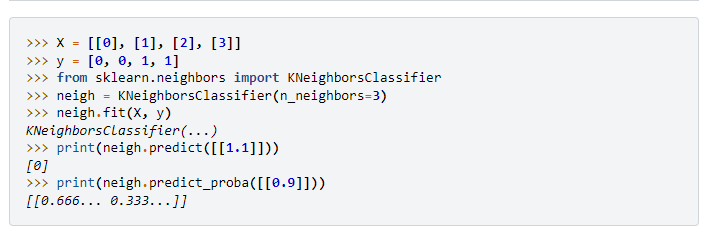 >>> X = [[0], [1], [2], [3]]
>>> y = [0, 0, 1, 1]
>>> from sklearn.neighbors import KNeighborsClassifier
>>> neigh = KNeighborsClassifier(n_neighbors=3)
>>> neigh.fit(X, y)
KNeighborsClassifier(...)
>>> print(neigh.predict([[1.1]]))
[0]
>>> print(neigh.predict_proba([[0.9]]))
[[0.666... 0.333...]]